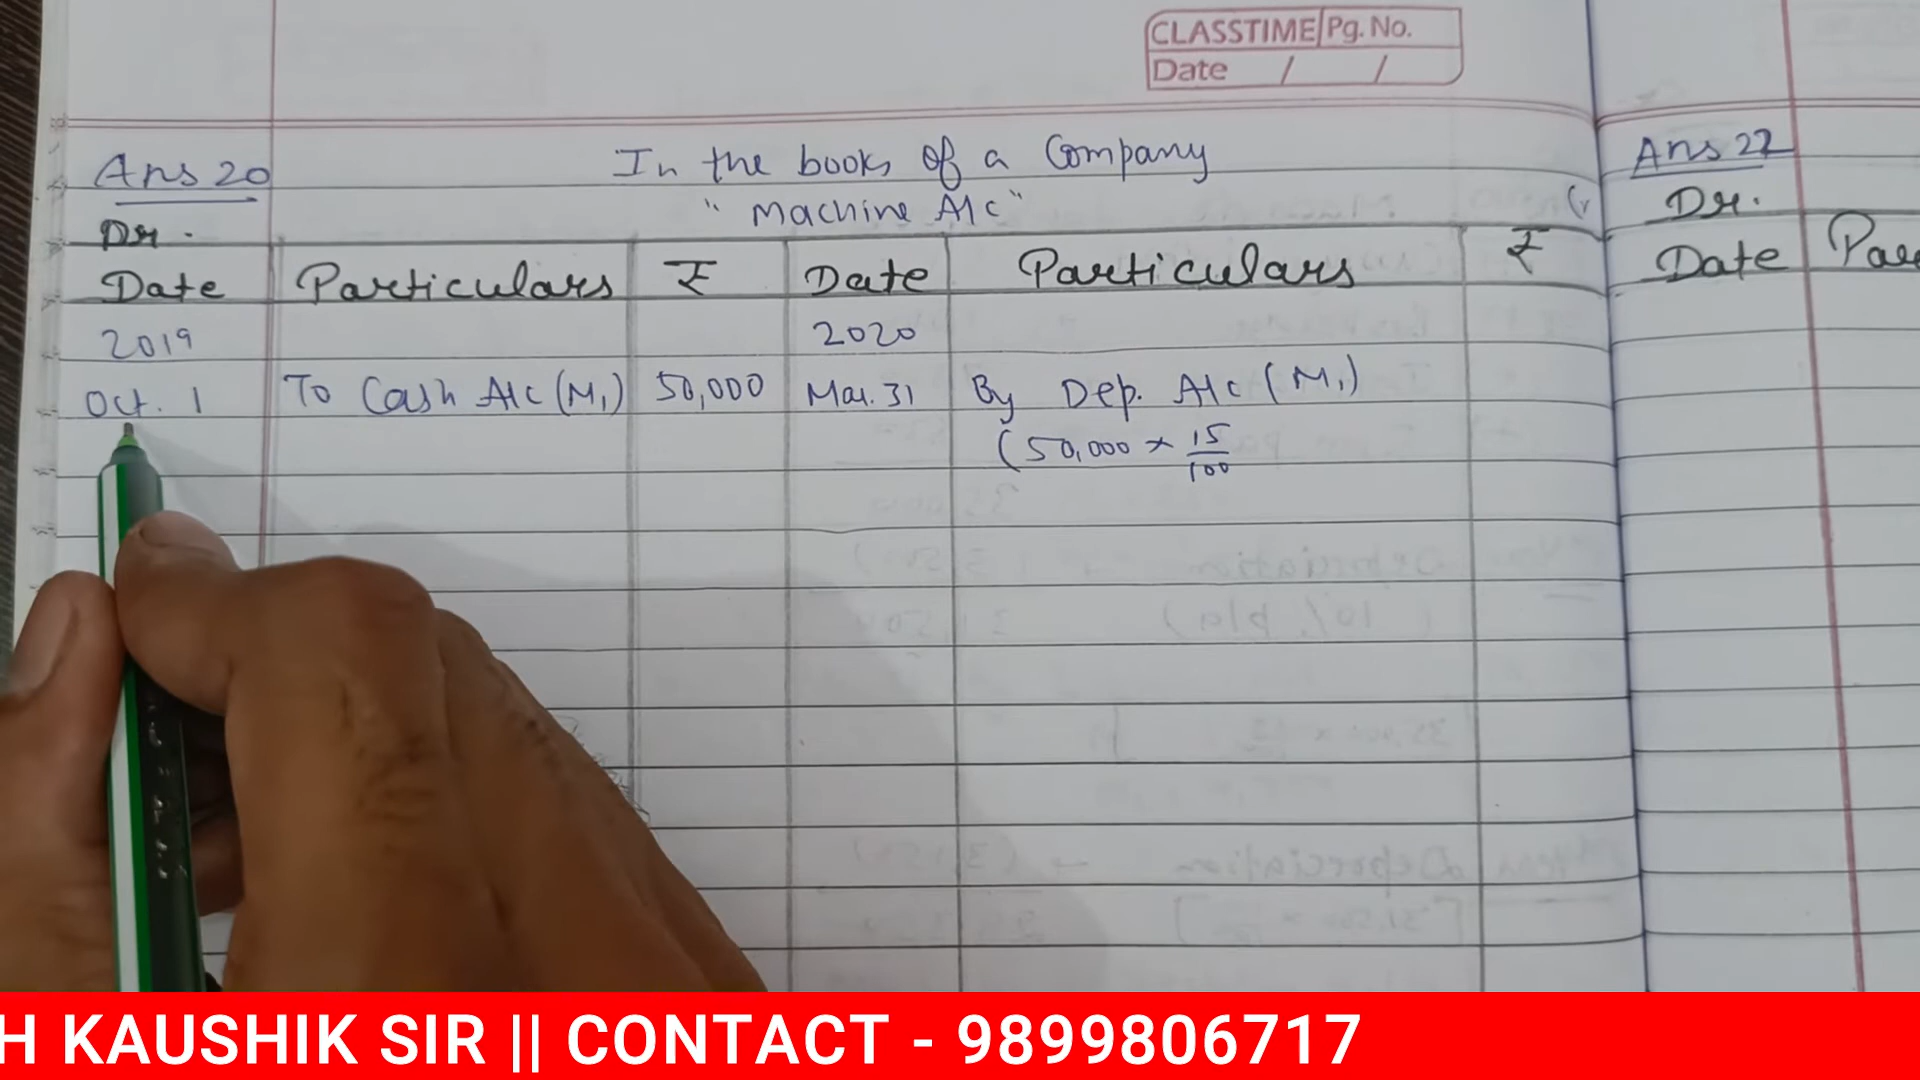 CLASSTIME Pg. No.
Date / /
Ans 20 In the books of a Company
"Machine A/c"
Dr.
Date Particulars ₹ Date Particulars ₹
2019 2020
Oct. 1 To Cash A/c (M1) 50,000 Mar. 31 By Dep. A/c (M1)
(50,000 × 15/100
Ans 22
Dr.
Date
H KAUSHIK SIR || CONTACT - 9899806717